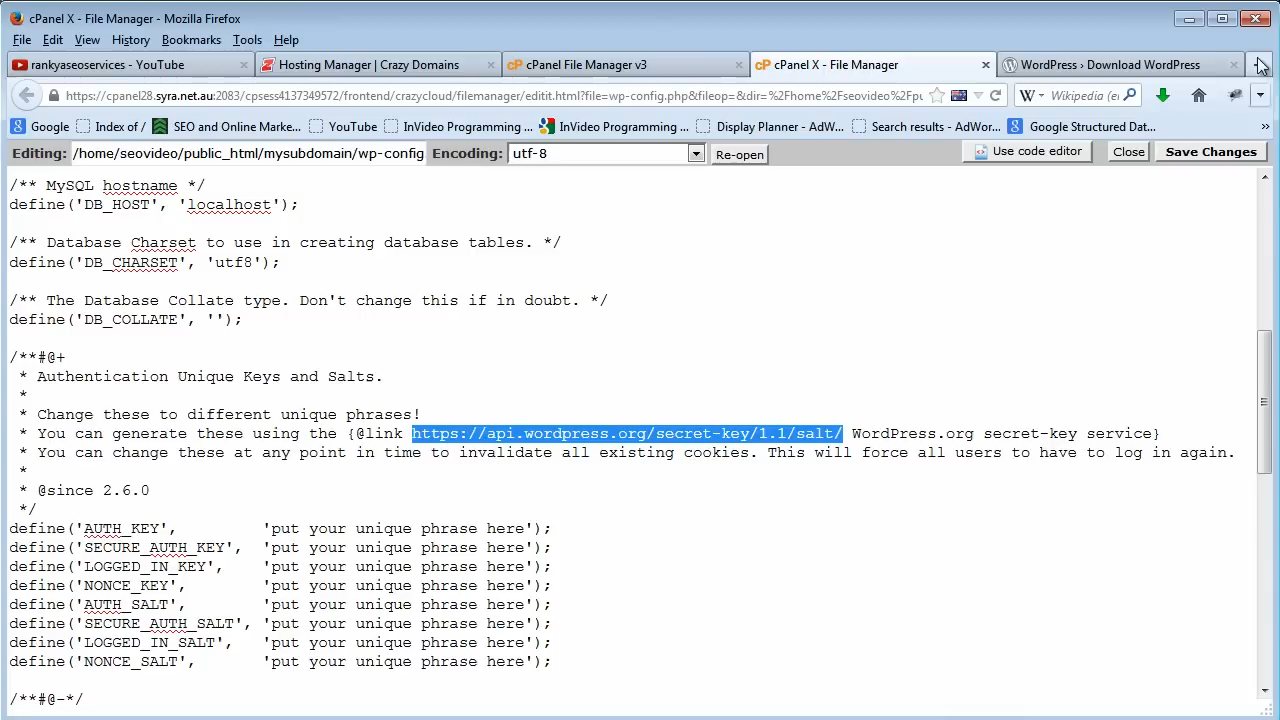 cPanel X - File Manager - Mozilla Firefox
File Edit View History Bookmarks Tools Help
rankyaseoservices - YouTube
Hosting Manager | Crazy Domains
cPanel File Manager v3
cPanel X - File Manager
WordPress › Download WordPress
https://cpanel28.syra.net.au:2083/cpsess4137349572/frontend/crazycloud/filemanager/editit.html?file=wp-config.php&fileop=&dir=%2Fhome%2Fseovideo%2Fpu
Wikipedia (e
Google Index of / SEO and Online Marke... YouTube InVideo Programming ... InVideo Programming ... Display Planner - AdW... Search results - AdWor... Google Structured Dat... »
Editing: /home/seovideo/public_html/mysubdomain/wp-config Encoding: utf-8 Re-open Use code editor Close Save Changes
/** MySQL hostname */
define('DB_HOST', 'localhost');
/** Database Charset to use in creating database tables. */
define('DB_CHARSET', 'utf8');
/** The Database Collate type. Don't change this if in doubt. */
define('DB_COLLATE', '');
/**#@+
* Authentication Unique Keys and Salts.
*
* Change these to different unique phrases!
* You can generate these using the {@link https://api.wordpress.org/secret-key/1.1/salt/ WordPress.org secret-key service}
* You can change these at any point in time to invalidate all existing cookies. This will force all users to have to log in again.
*
* @since 2.6.0
*/
define('AUTH_KEY', 'put your unique phrase here');
define('SECURE_AUTH_KEY', 'put your unique phrase here');
define('LOGGED_IN_KEY', 'put your unique phrase here');
define('NONCE_KEY', 'put your unique phrase here');
define('AUTH_SALT', 'put your unique phrase here');
define('SECURE_AUTH_SALT', 'put your unique phrase here');
define('LOGGED_IN_SALT', 'put your unique phrase here');
define('NONCE_SALT', 'put your unique phrase here');
/**#@-*/